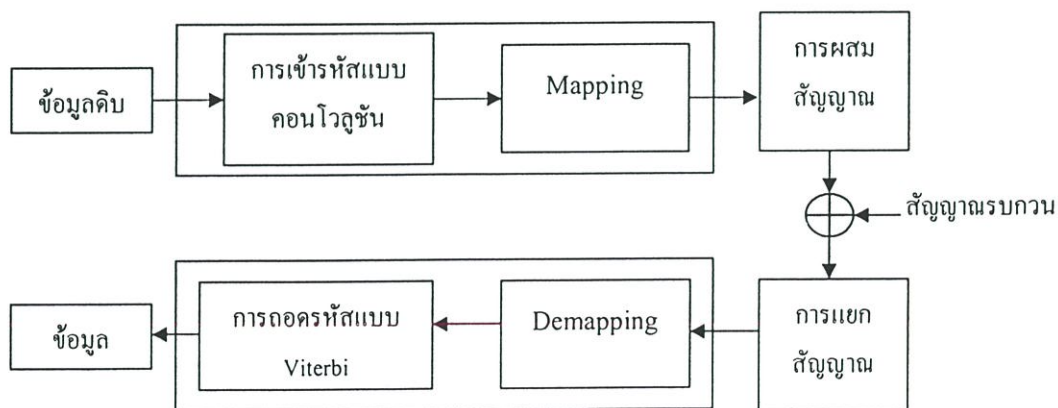 ข้อมูลดิบ
การเข้ารหัสแบบ
คอนโวลูชัน
Mapping
การผสม
สัญญาณ
สัญญาณรบกวน
การแยก
สัญญาณ
Demapping
การถอดรหัสแบบ
Viterbi
ข้อมูล